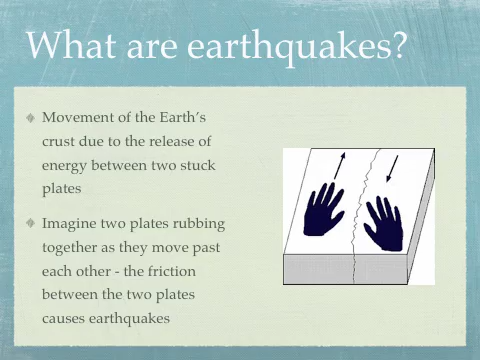 What are earthquakes?
Movement of the Earth's
crust due to the release of
energy between two stuck
plates
Imagine two plates rubbing
together as they move past
each other - the friction
between the two plates
causes earthquakes